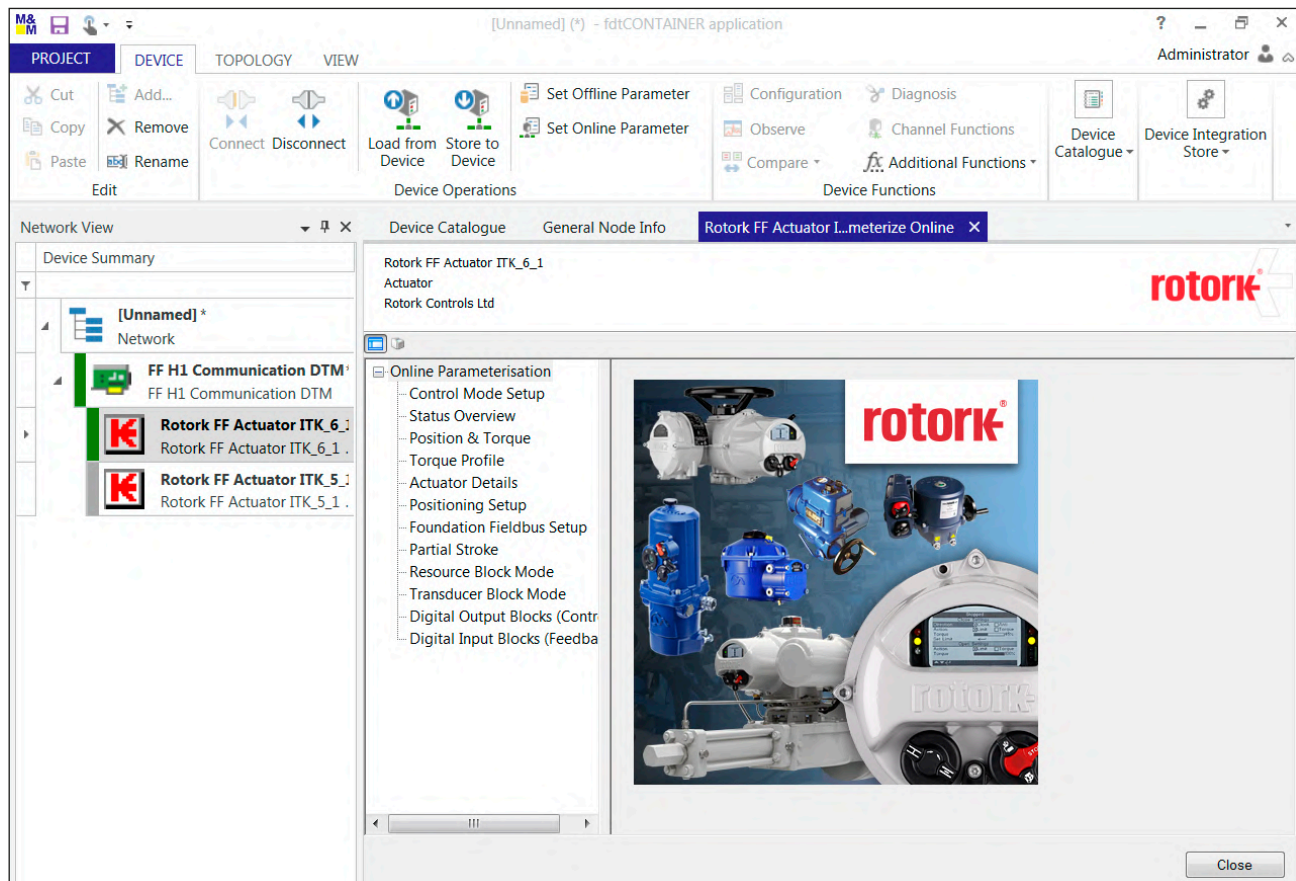 M&M
[Unnamed] (*) - fdtCONTAINER application
?
PROJECT DEVICE TOPOLOGY VIEW
Administrator
Cut
Copy
Paste
Add...
Remove
Rename
Edit
Connect Disconnect
Load from Device
Store to Device
Set Offline Parameter
Set Online Parameter
Device Operations
Configuration
Observe
Compare
Diagnosis
Channel Functions
fx Additional Functions
Device Functions
Device Catalogue
Device Integration Store
Network View
Device Summary
[Unnamed] *
Network
FF H1 Communication DTM*
FF H1 Communication DTM
Rotork FF Actuator ITK_6_1
Rotork FF Actuator ITK_6_1 .
Rotork FF Actuator ITK_5_1
Rotork FF Actuator ITK_5_1 .
Device Catalogue General Node Info Rotork FF Actuator I...meterize Online
Rotork FF Actuator ITK_6_1
Actuator
Rotork Controls Ltd
rotork®
Online Parameterisation
Control Mode Setup
Status Overview
Position & Torque
Torque Profile
Actuator Details
Positioning Setup
Foundation Fieldbus Setup
Partial Stroke
Resource Block Mode
Transducer Block Mode
Digital Output Blocks (Contr
Digital Input Blocks (Feedba
rotork®
rotork
Close